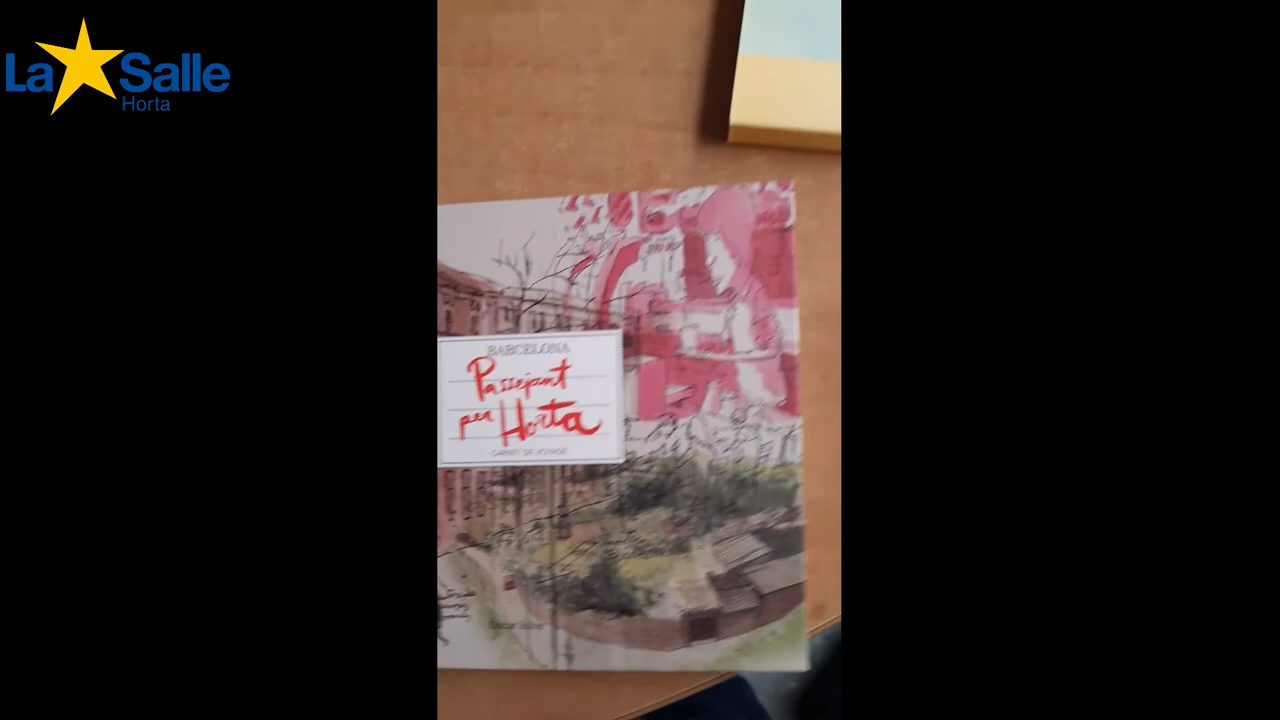 La Salle
Horta
BARCELONA
Passejant
per Horta
CARNET DE VOYAGE